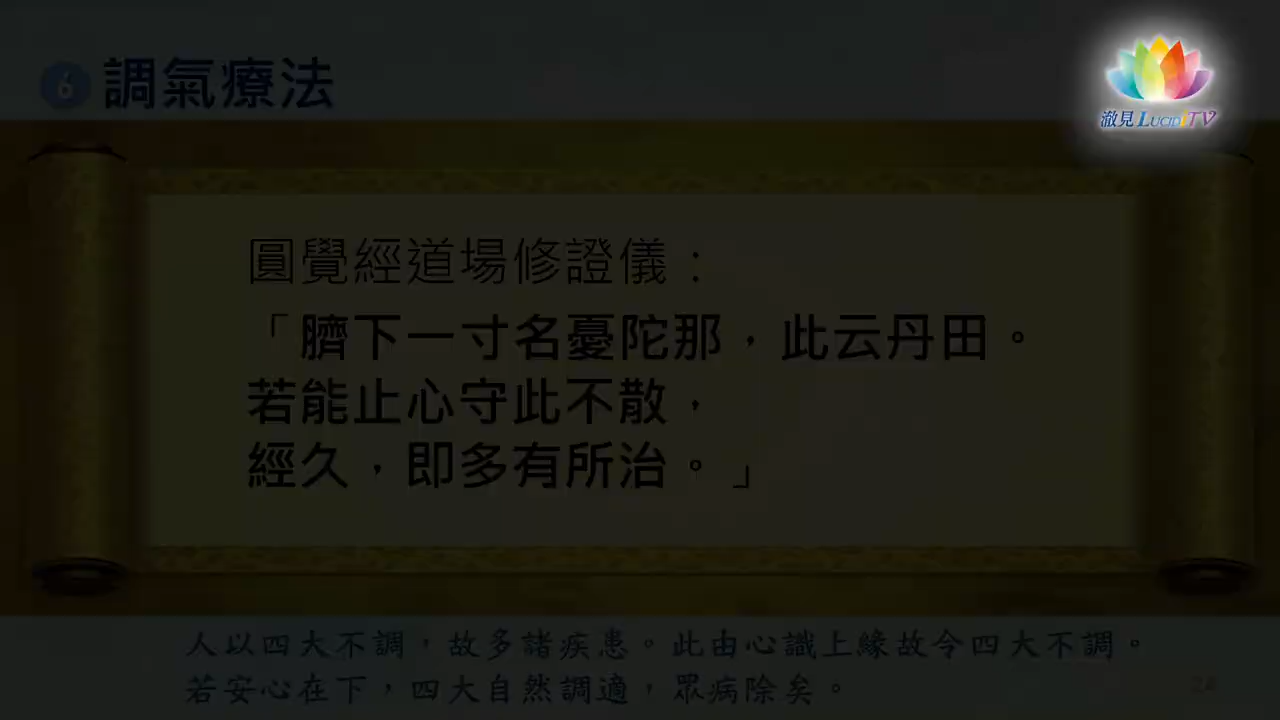 澈見LUCIDiTV
6 調氣療法
圓覺經道場修證儀：
「臍下一寸名憂陀那，此云丹田。
若能止心守此不散，
經久，即多有所治。」
人以四大不調，故多諸疾患。此由心識上緣故令四大不調。
若安心在下，四大自然調適，眾病除矣。